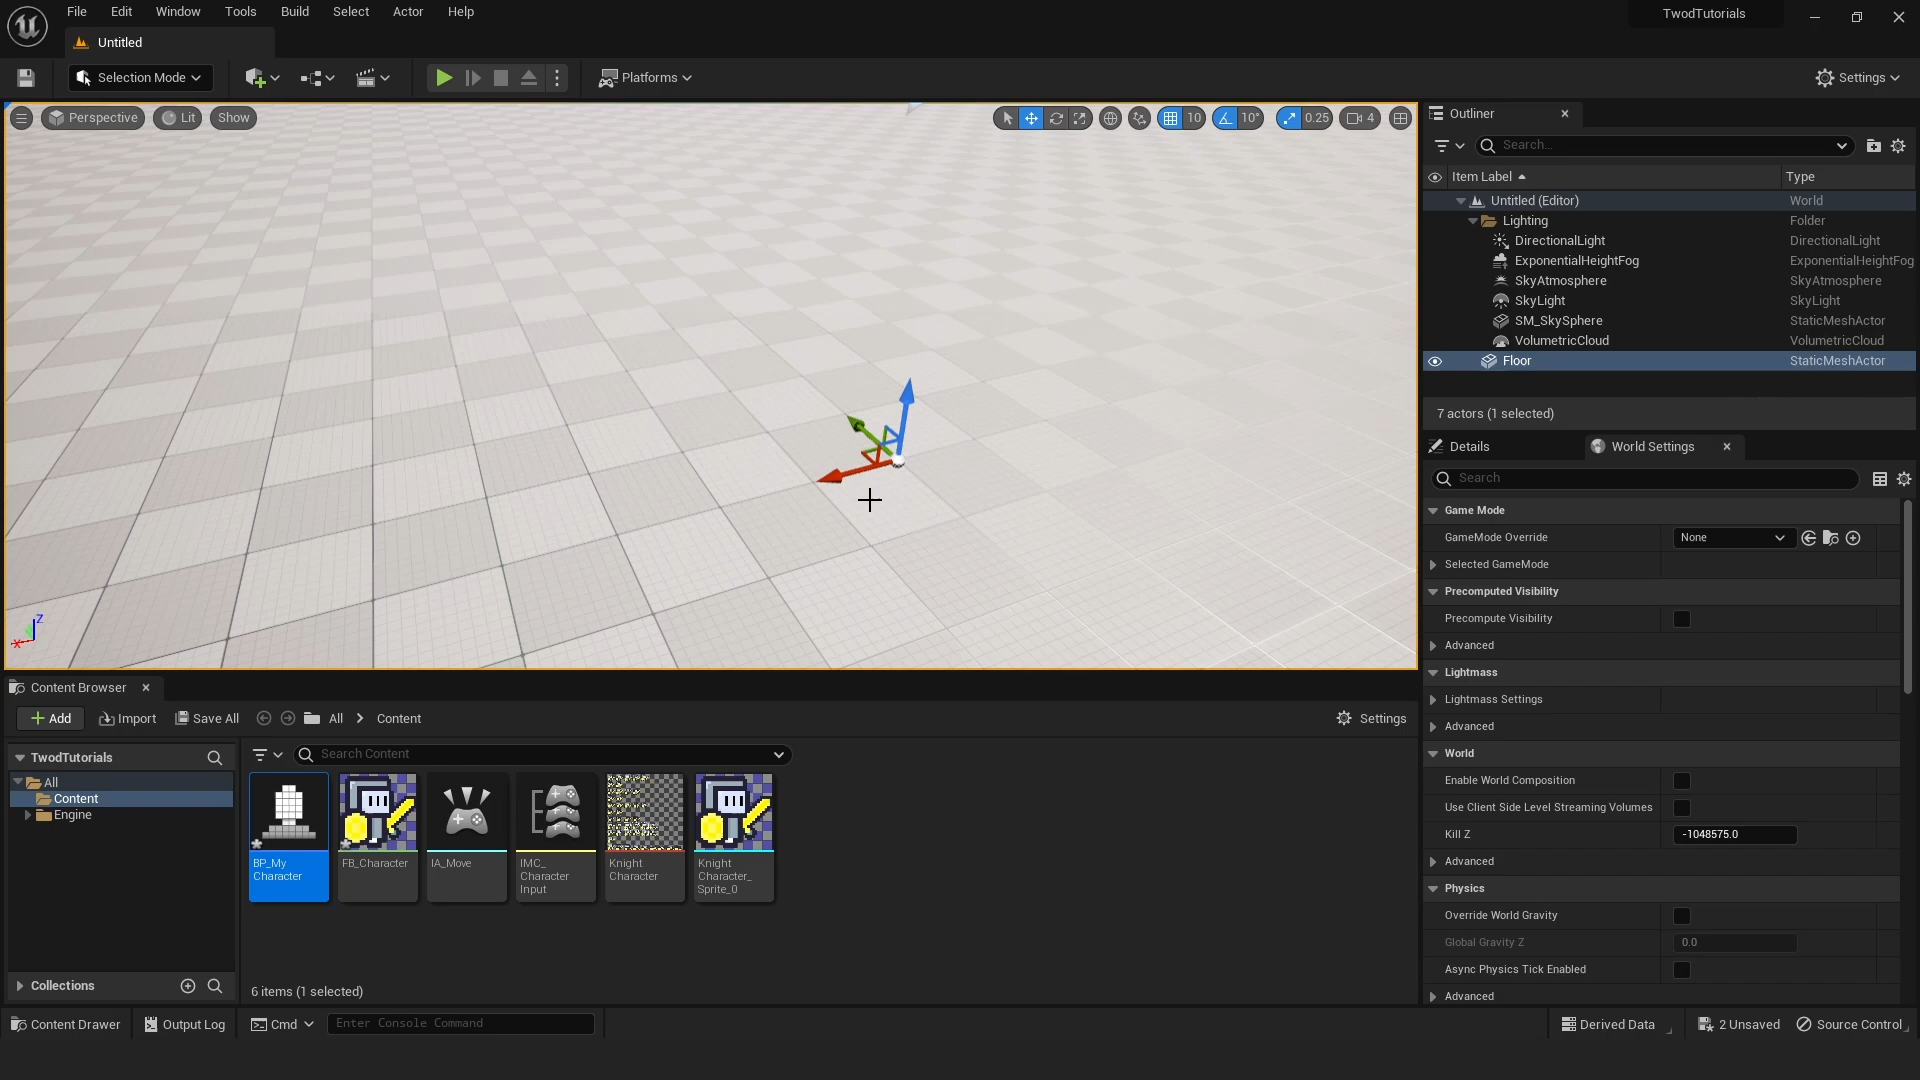 File Edit Window Tools Build Select Actor Help
TwodTutorials
Untitled
Selection Mode
Platforms
Settings
Perspective Lit Show
10 10° 0.25 4
Outliner
Search...
Item Label Type
Untitled (Editor) World
Lighting Folder
DirectionalLight DirectionalLight
ExponentialHeightFog ExponentialHeightFog
SkyAtmosphere SkyAtmosphere
SkyLight SkyLight
SM_SkySphere StaticMeshActor
VolumetricCloud VolumetricCloud
Floor StaticMeshActor
7 actors (1 selected)
Details World Settings
Search
Game Mode
GameMode Override None
Selected GameMode
Precomputed Visibility
Precompute Visibility
Advanced
Lightmass
Lightmass Settings
Advanced
World
Enable World Composition
Use Client Side Level Streaming Volumes
Kill Z -1048575.0
Advanced
Physics
Override World Gravity
Global Gravity Z 0.0
Async Physics Tick Enabled
Advanced
Z
X
Content Browser
Add Import Save All All Content Settings
TwodTutorials
All
Content
Engine
Collections
Search Content
BP_My
Character
FB_Character
IA_Move
IMC_
Character
Input
Knight
Character
Knight
Character_
Sprite_0
6 items (1 selected)
Content Drawer Output Log Cmd Enter Console Command Derived Data 2 Unsaved Source Control